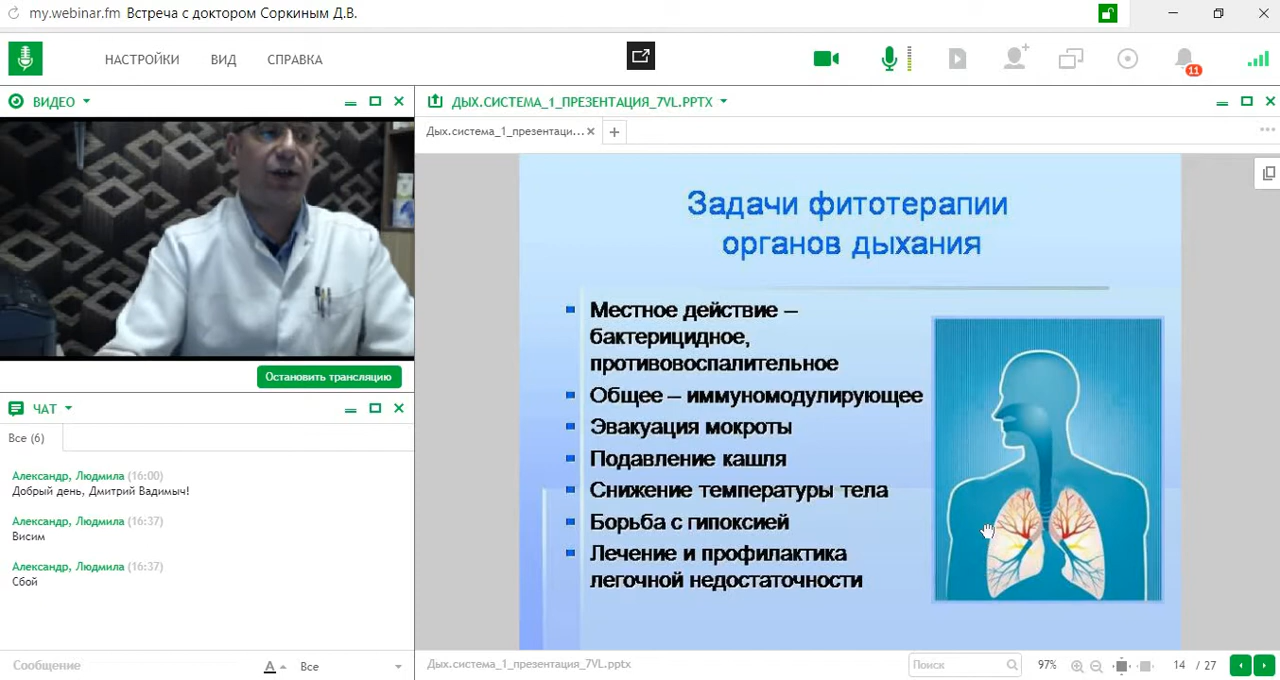 my.webinar.fm Встреча с доктором Соркиным Д.В.
НАСТРОЙКИ ВИД СПРАВКА
11
ВИДЕО
ДЫХ.СИСТЕМА_1_ПРЕЗЕНТАЦИЯ_7VL.PPTX
Дых.система_1_презентаци...
Задачи фитотерапии
органов дыхания
Местное действие –
бактерицидное,
противовоспалительное
Общее – иммуномодулирующее
Эвакуация мокроты
Подавление кашля
Снижение температуры тела
Борьба с гипоксией
Лечение и профилактика
легочной недостаточности
Остановить трансляцию
ЧАТ
Все (6)
Александр, Людмила (16:00)
Добрый день, Дмитрий Вадимыч!
Александр, Людмила (16:37)
Висим
Александр, Людмила (16:37)
Сбой
Сообщение A Все
Дых.система_1_презентация_7VL.pptx Поиск 97% 14 / 27